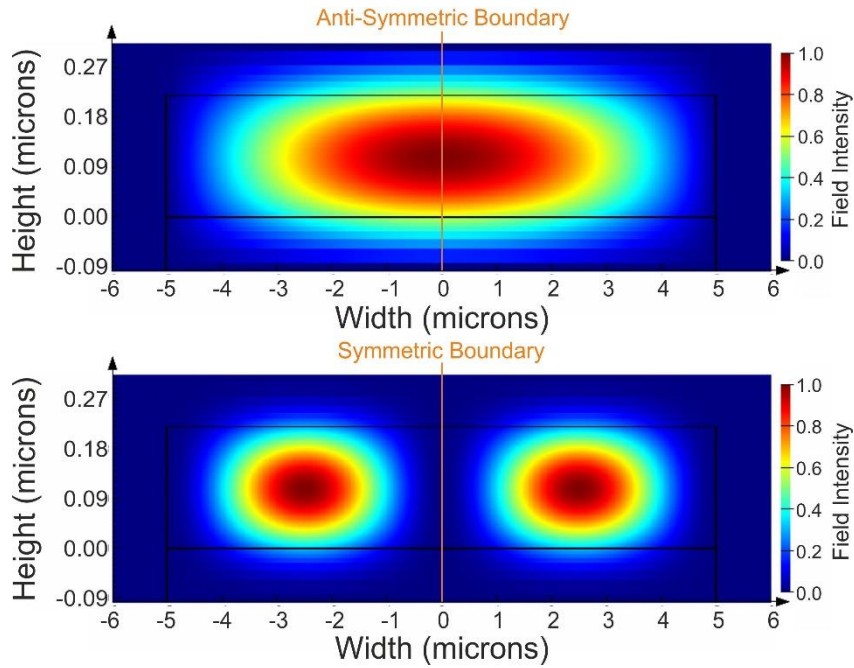 Anti-Symmetric Boundary
Height (microns)
0.27
0.18
0.09
0.00
-0.09
-6 -5 -4 -3 -2 -1 0 1 2 3 4 5 6
Width (microns)
1.0
0.8
0.6
0.4
0.2
0.0
Field Intensity
Symmetric Boundary
Height (microns)
0.27
0.18
0.09
0.00
-0.09
-6 -5 -4 -3 -2 -1 0 1 2 3 4 5 6
Width (microns)
1.0
0.8
0.6
0.4
0.2
0.0
Field Intensity